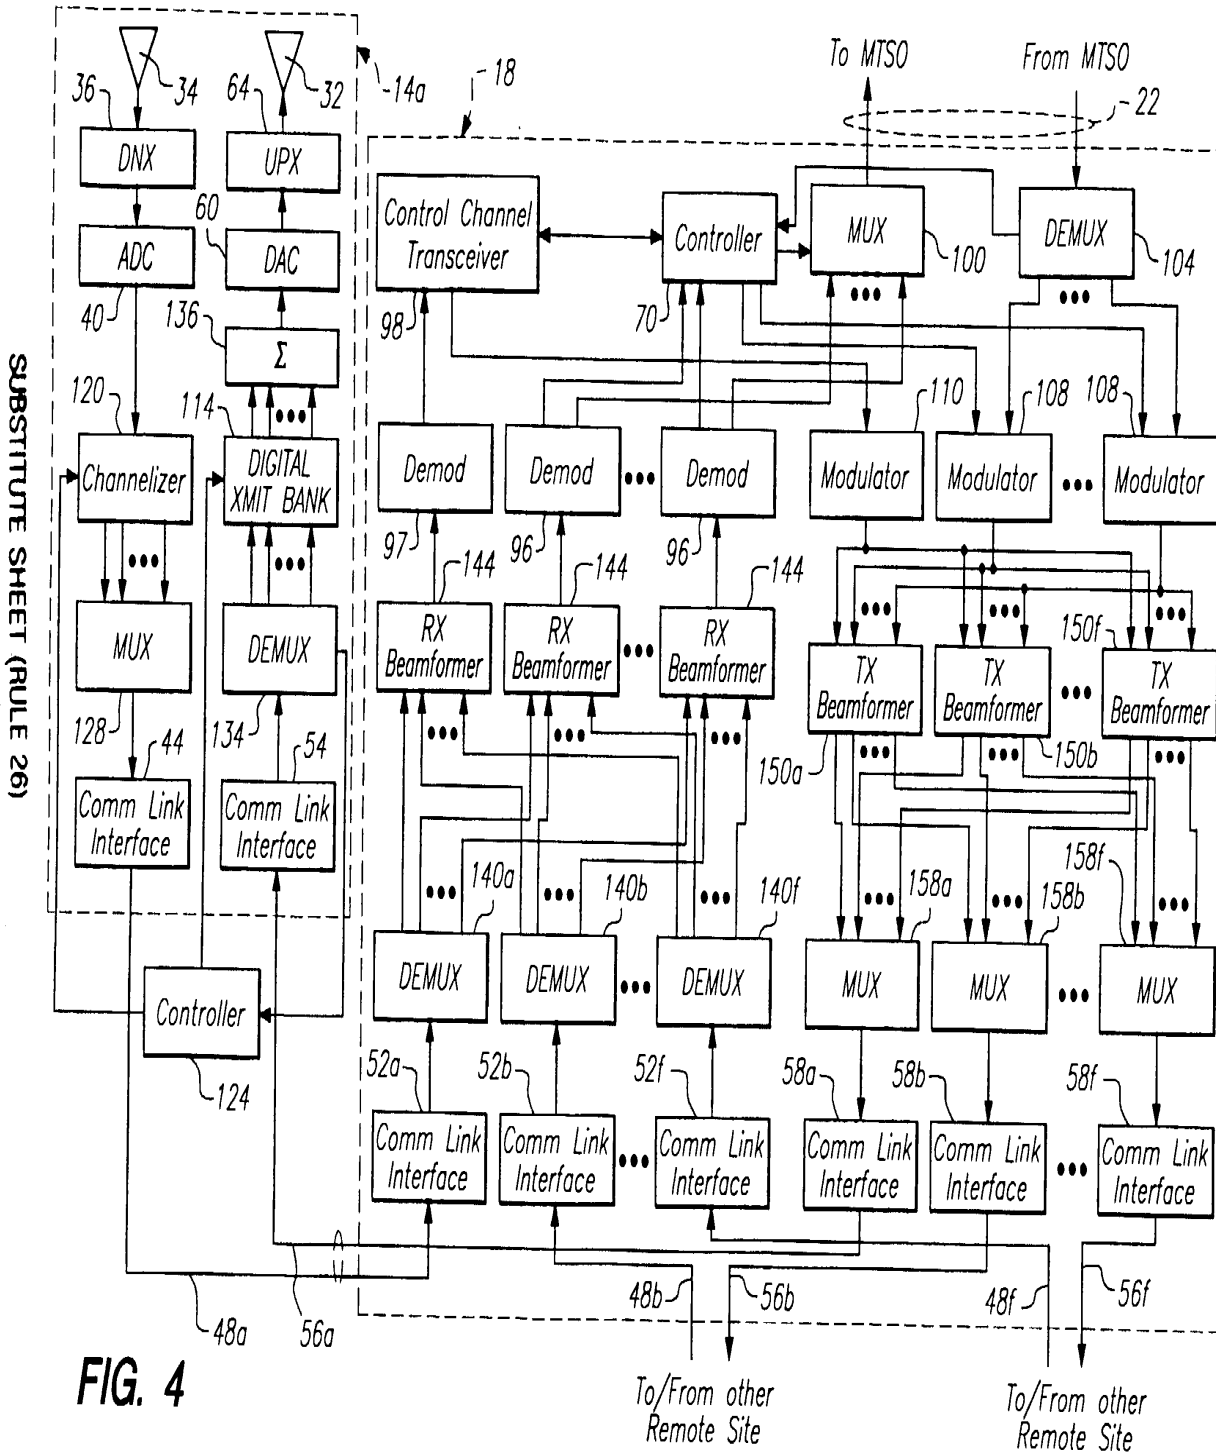 To MTSO
From MTSO
36
34
64
32
14a
18
22
DNX
UPX
Control Channel
Transceiver
Controller
MUX
100
DEMUX
104
ADC
60
DAC
40
136
Σ
98
70
120
114
110
108
108
Channelizer
DIGITAL
XMIT BANK
Demod
Demod
Demod
Modulator
Modulator
Modulator
97
96
96
144
144
144
MUX
DEMUX
RX
Beamformer
RX
Beamformer
RX
Beamformer
TX
Beamformer
TX
Beamformer
150f
TX
Beamformer
128
44
134
54
150a
150b
Comm Link
Interface
Comm Link
Interface
140a
140b
140f
158a
158b
158f
DEMUX
DEMUX
DEMUX
MUX
MUX
MUX
Controller
124
52a
52b
52f
58a
58b
58f
Comm Link
Interface
Comm Link
Interface
Comm Link
Interface
Comm Link
Interface
Comm Link
Interface
Comm Link
Interface
48a
56a
48b
56b
48f
56f
To/From other
Remote Site
To/From other
Remote Site
FIG. 4
SUBSTITUTE SHEET (RULE 26)